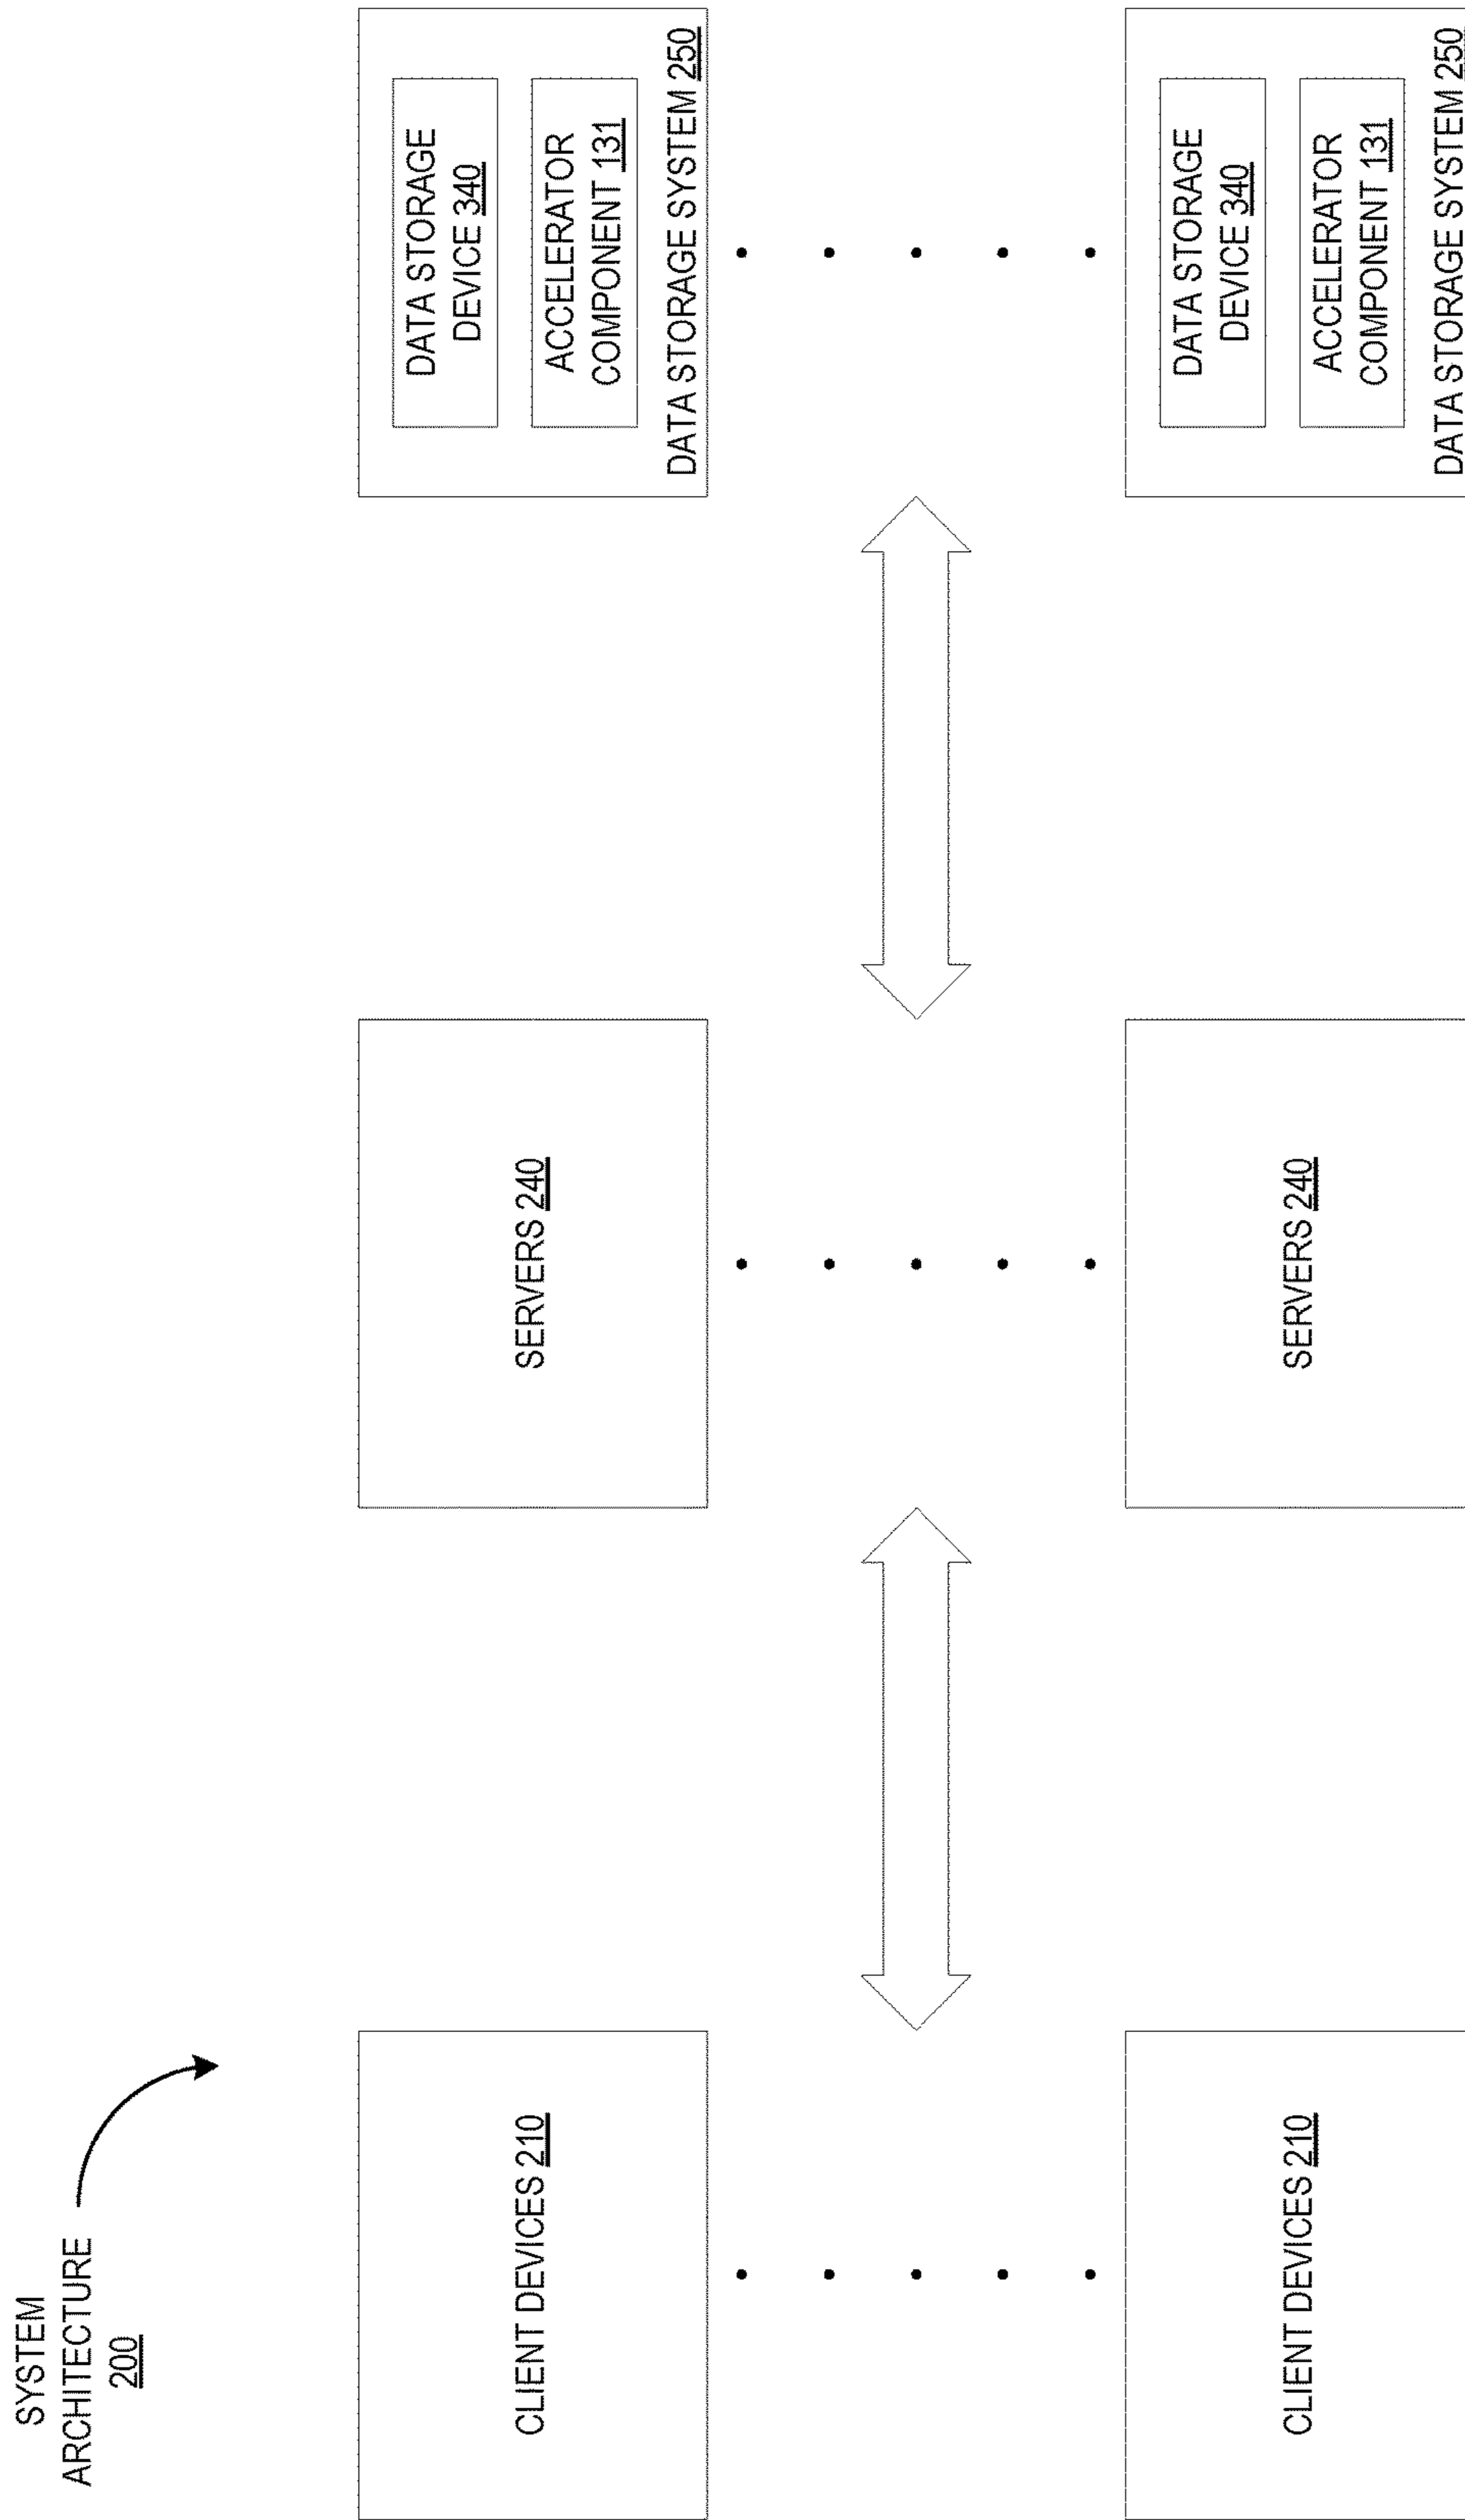 SYSTEM
ARCHITECTURE
200
CLIENT DEVICES 210
SERVERS 240
DATA STORAGE
DEVICE 340
ACCELERATOR
COMPONENT 131
DATA STORAGE SYSTEM 250
CLIENT DEVICES 210
SERVERS 240
DATA STORAGE
DEVICE 340
ACCELERATOR
COMPONENT 131
DATA STORAGE SYSTEM 250